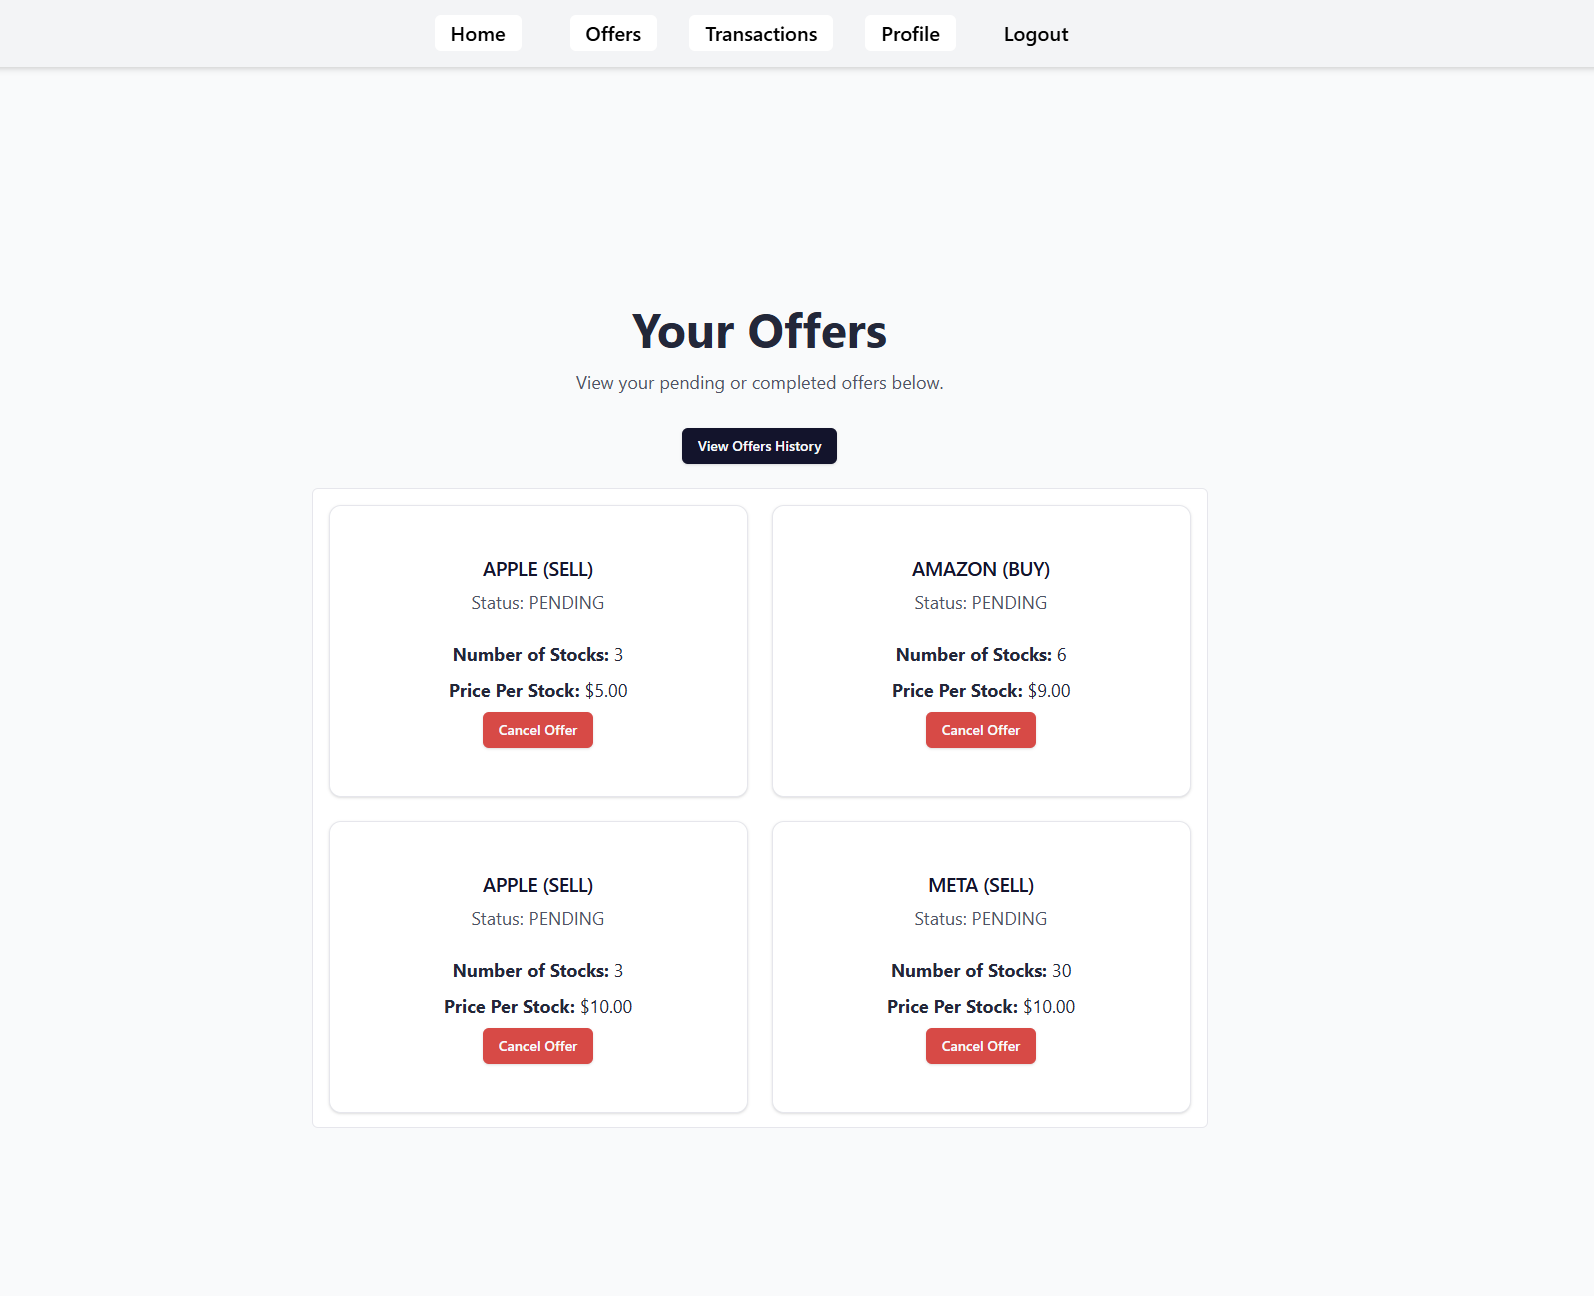 Home Offers Transactions Profile Logout
Your Offers
View your pending or completed offers below.
View Offers History
APPLE (SELL)
Status: PENDING
Number of Stocks: 3
Price Per Stock: $5.00
Cancel Offer
AMAZON (BUY)
Status: PENDING
Number of Stocks: 6
Price Per Stock: $9.00
Cancel Offer
APPLE (SELL)
Status: PENDING
Number of Stocks: 3
Price Per Stock: $10.00
Cancel Offer
META (SELL)
Status: PENDING
Number of Stocks: 30
Price Per Stock: $10.00
Cancel Offer